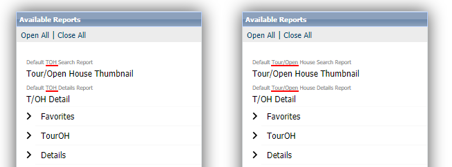 Available Reports
Open All | Close All
Default TOH Search Report
Tour/Open House Thumbnail
Default TOH Details Report
T/OH Detail
Favorites
TourOH
Details
Available Reports
Open All | Close All
Default Tour/Open House Search Report
Tour/Open House Thumbnail
Default Tour/Open House Details Report
T/OH Detail
Favorites
TourOH
Details